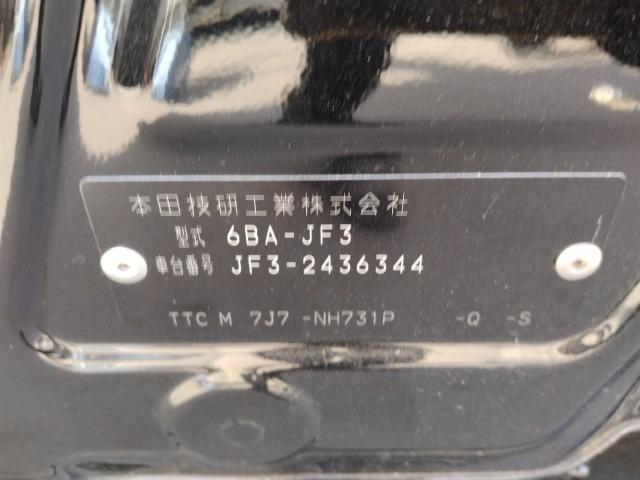 本田技研工業株式会社
型式 6BA-JF3
車台番号 JF3-2436344
TTC M 7J7 -NH731P -Q -S